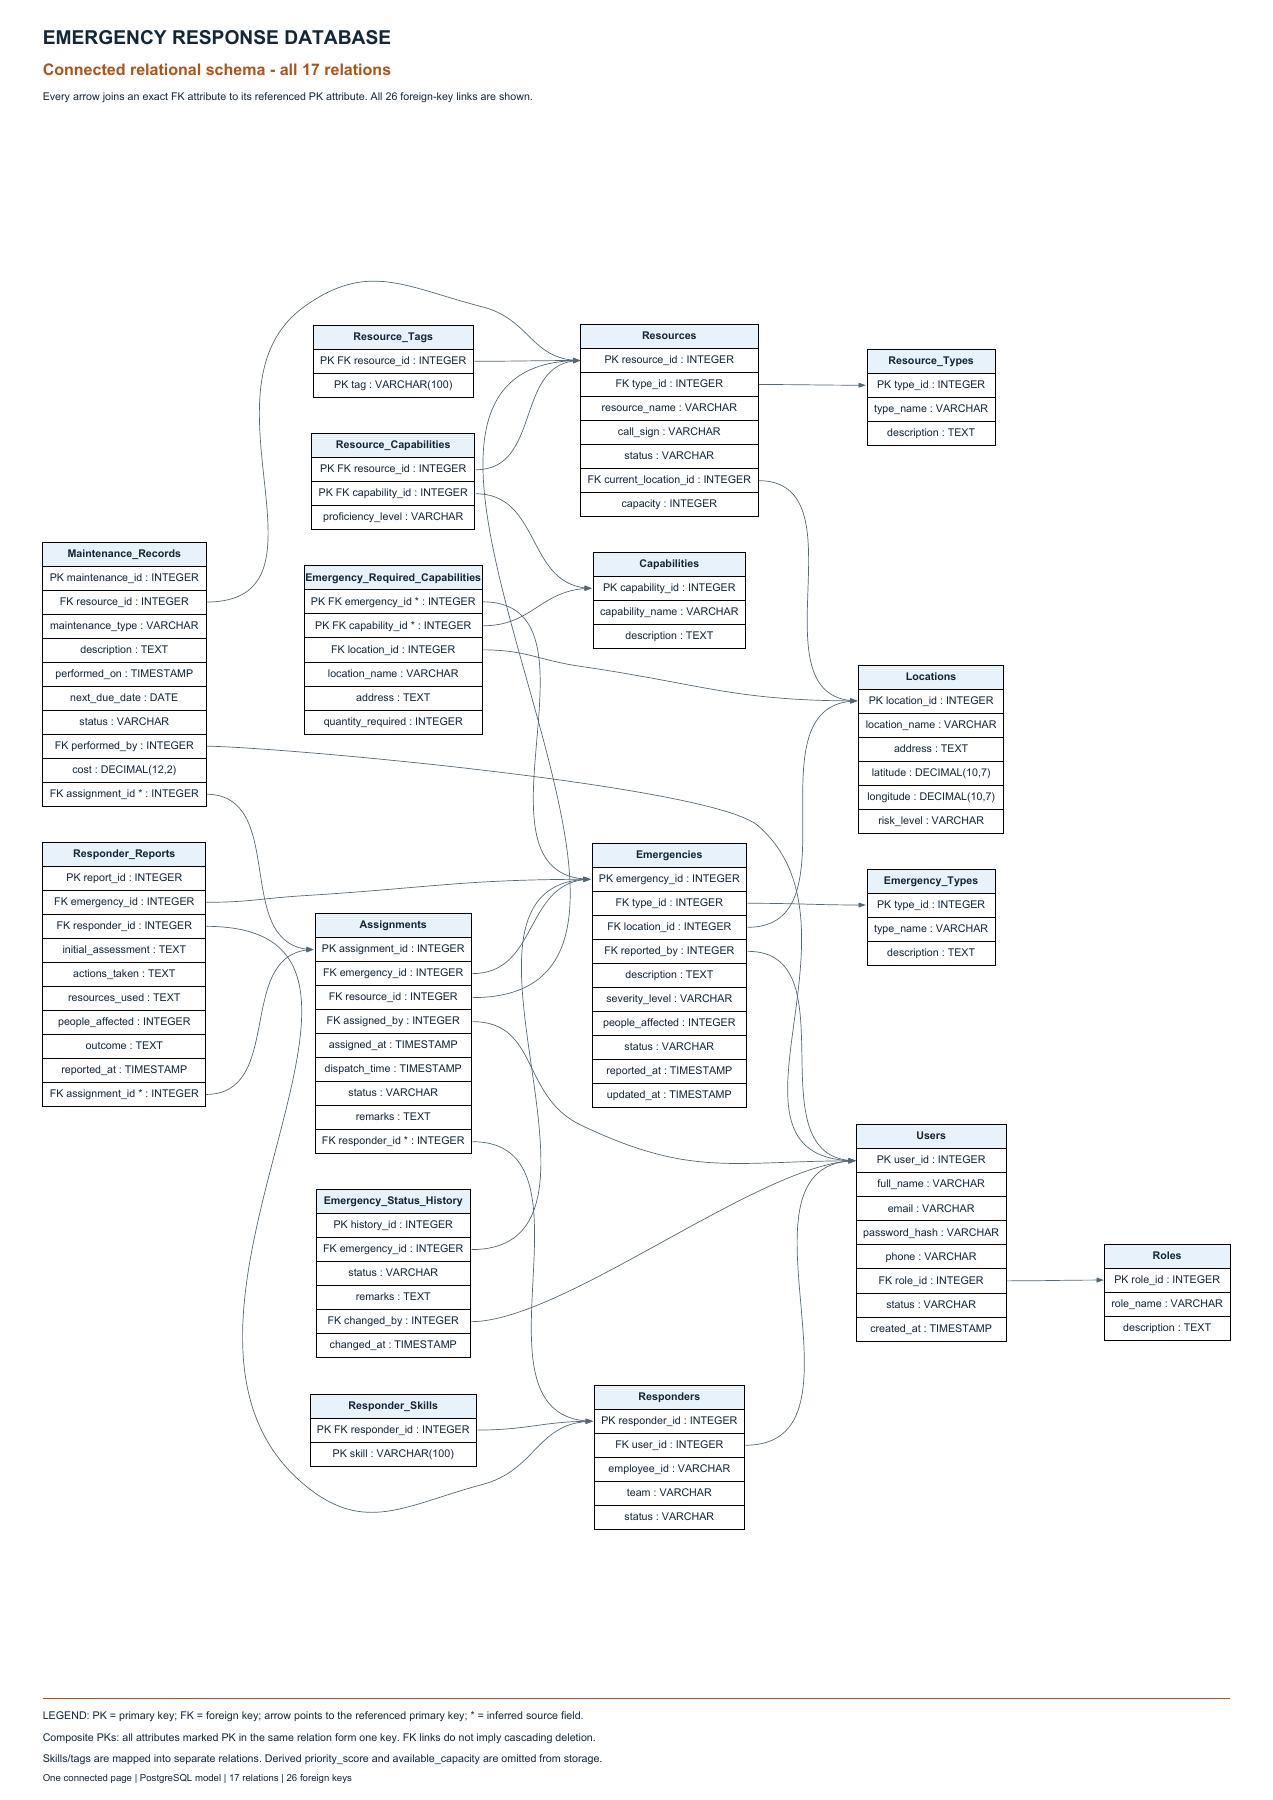 EMERGENCY RESPONSE DATABASE
Connected relational schema - all 17 relations
Every arrow joins an exact FK attribute to its referenced PK attribute. All 26 foreign-key links are shown.
Resource_Tags
PK FK resource_id : INTEGER
PK tag : VARCHAR(100)
Resources
PK resource_id : INTEGER
FK type_id : INTEGER
resource_name : VARCHAR
call_sign : VARCHAR
status : VARCHAR
FK current_location_id : INTEGER
capacity : INTEGER
Resource_Types
PK type_id : INTEGER
type_name : VARCHAR
description : TEXT
Resource_Capabilities
PK FK resource_id : INTEGER
PK FK capability_id : INTEGER
proficiency_level : VARCHAR
Maintenance_Records
PK maintenance_id : INTEGER
FK resource_id : INTEGER
maintenance_type : VARCHAR
description : TEXT
performed_on : TIMESTAMP
next_due_date : DATE
status : VARCHAR
FK performed_by : INTEGER
cost : DECIMAL(12,2)
FK assignment_id * : INTEGER
Emergency_Required_Capabilities
PK FK emergency_id * : INTEGER
PK FK capability_id * : INTEGER
FK location_id : INTEGER
location_name : VARCHAR
address : TEXT
quantity_required : INTEGER
Capabilities
PK capability_id : INTEGER
capability_name : VARCHAR
description : TEXT
Locations
PK location_id : INTEGER
location_name : VARCHAR
address : TEXT
latitude : DECIMAL(10,7)
longitude : DECIMAL(10,7)
risk_level : VARCHAR
Responder_Reports
PK report_id : INTEGER
FK emergency_id : INTEGER
FK responder_id : INTEGER
initial_assessment : TEXT
actions_taken : TEXT
resources_used : TEXT
people_affected : INTEGER
outcome : TEXT
reported_at : TIMESTAMP
FK assignment_id * : INTEGER
Assignments
PK assignment_id : INTEGER
FK emergency_id : INTEGER
FK resource_id : INTEGER
FK assigned_by : INTEGER
assigned_at : TIMESTAMP
dispatch_time : TIMESTAMP
status : VARCHAR
remarks : TEXT
FK responder_id * : INTEGER
Emergencies
PK emergency_id : INTEGER
FK type_id : INTEGER
FK location_id : INTEGER
FK reported_by : INTEGER
description : TEXT
severity_level : VARCHAR
people_affected : INTEGER
status : VARCHAR
reported_at : TIMESTAMP
updated_at : TIMESTAMP
Emergency_Types
PK type_id : INTEGER
type_name : VARCHAR
description : TEXT
Emergency_Status_History
PK history_id : INTEGER
FK emergency_id : INTEGER
status : VARCHAR
remarks : TEXT
FK changed_by : INTEGER
changed_at : TIMESTAMP
Users
PK user_id : INTEGER
full_name : VARCHAR
email : VARCHAR
password_hash : VARCHAR
phone : VARCHAR
FK role_id : INTEGER
status : VARCHAR
created_at : TIMESTAMP
Roles
PK role_id : INTEGER
role_name : VARCHAR
description : TEXT
Responder_Skills
PK FK responder_id : INTEGER
PK skill : VARCHAR(100)
Responders
PK responder_id : INTEGER
FK user_id : INTEGER
employee_id : VARCHAR
team : VARCHAR
status : VARCHAR
LEGEND: PK = primary key; FK = foreign key; arrow points to the referenced primary key; * = inferred source field.
Composite PKs: all attributes marked PK in the same relation form one key. FK links do not imply cascading deletion.
Skills/tags are mapped into separate relations. Derived priority_score and available_capacity are omitted from storage.
One connected page | PostgreSQL model | 17 relations | 26 foreign keys